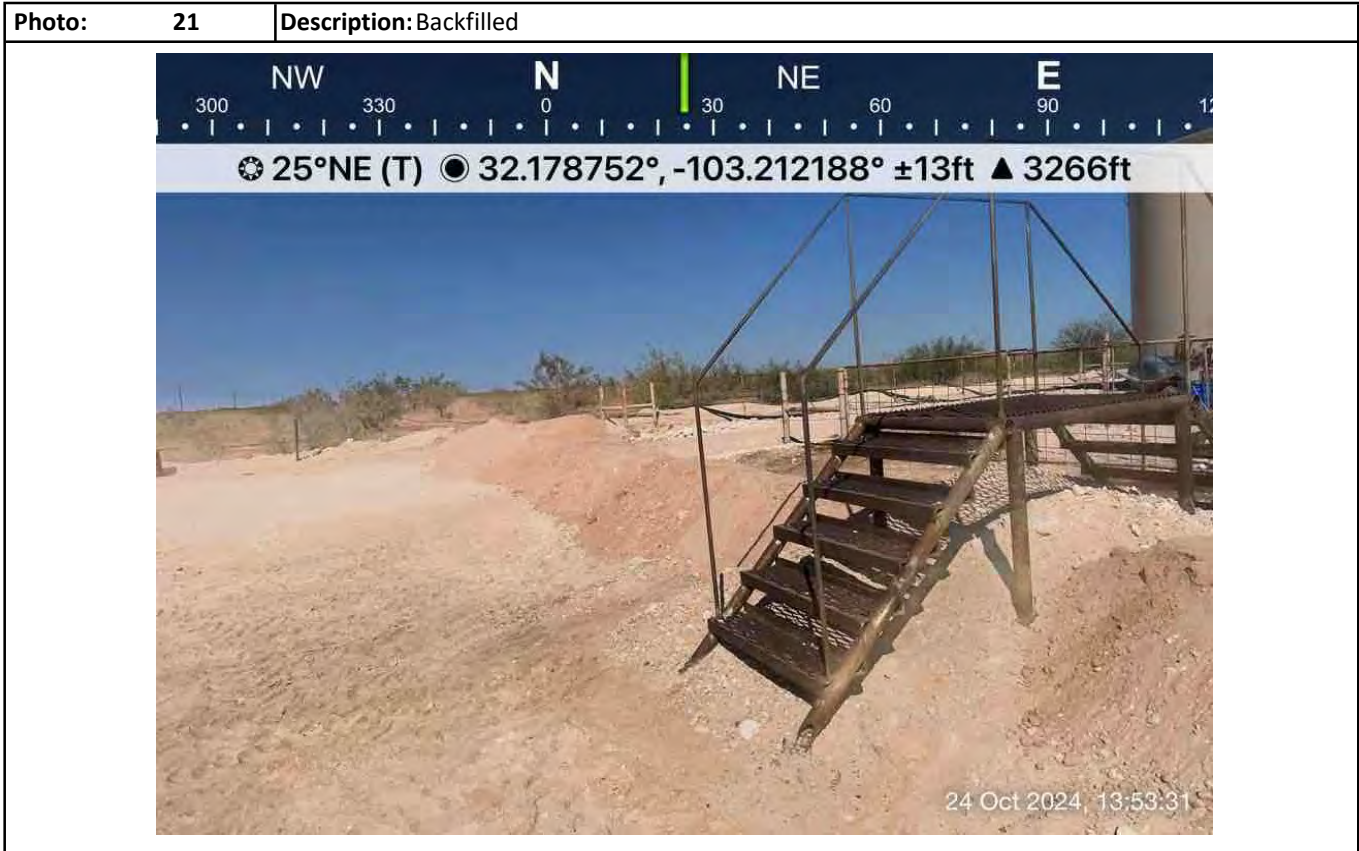 Photo: 21 Description: Backfilled
NW N NE E
300 330 0 30 60 90 12
25°NE (T) 32.178752°, -103.212188° ±13ft ▲ 3266ft
24 Oct 2024, 13:53:31